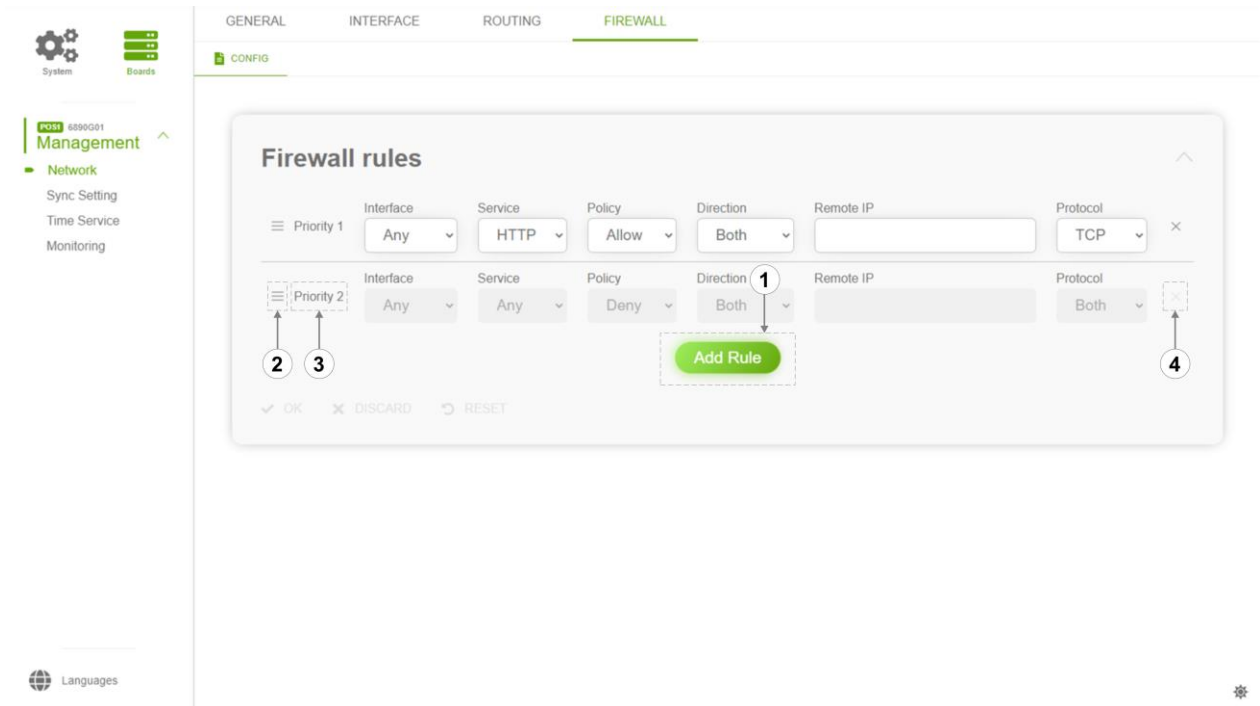 GENERAL INTERFACE ROUTING FIREWALL
System Boards
CONFIG
POS1 6890G01
Management
Network
Sync Setting
Time Service
Monitoring
Firewall rules
Interface Service Policy Direction Remote IP Protocol
Priority 1 Any HTTP Allow Both TCP
Interface Service Policy Direction 1 Remote IP Protocol
Priority 2 Any Any Deny Both Both
Add Rule
2 3 4
OK DISCARD RESET
Languages